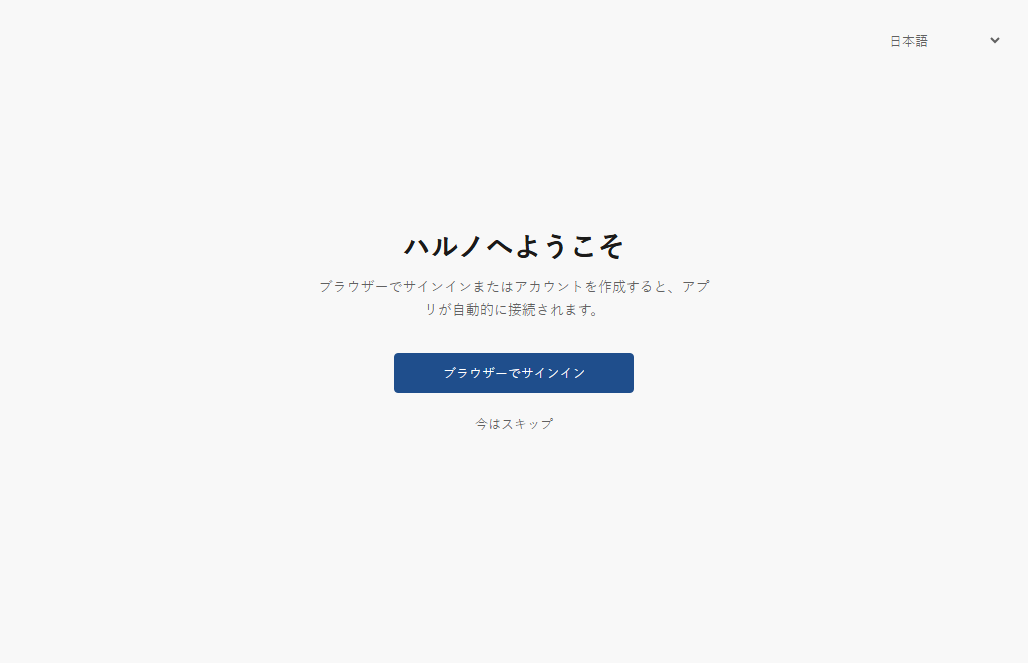 日本語
ハルノへようこそ
ブラウザーでサインインまたはアカウントを作成すると、アプ
リが自動的に接続されます。
ブラウザーでサインイン
今はスキップ